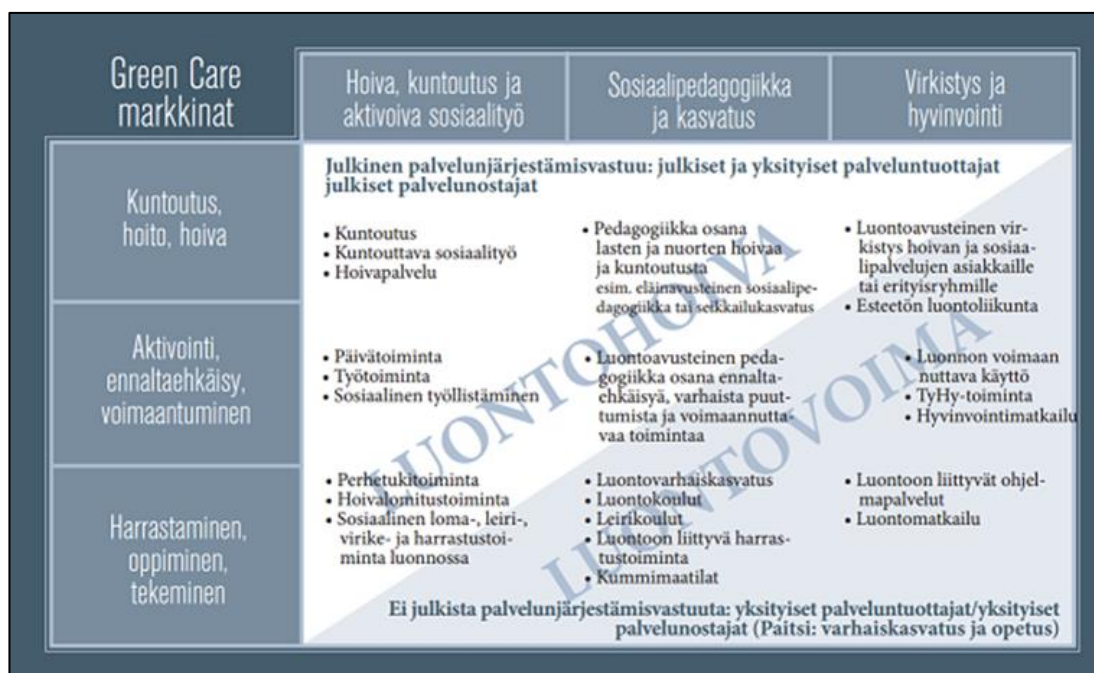 Green Care
markkinat
Hoiva, kuntoutus ja
aktivoiva sosiaalityö
Sosiaalipedagogiikka
ja kasvatus
Virkistys ja
hyvinvointi
Kuntoutus,
hoito, hoiva
Julkinen palvelunjärjestämisvastuu: julkiset ja yksityiset palveluntuottajat
julkiset palvelunostajat
• Kuntoutus
• Kuntouttava sosiaalityö
• Hoivapalvelu
• Pedagogiikka osana
lasten ja nuorten hoivaa
ja kuntoutusta
esim. eläinavusteinen sosiaalipe-
dagogiikka tai seikkailukasvatus
• Luontoavusteinen vir-
kistys hoivan ja sosiaa-
lipalvelujen asiakkaille
tai erityisryhmille
• Esteetön luontoliikunta
Aktivointi,
ennaltaehkäisy,
voimaantuminen
• Päivätoiminta
• Työtoiminta
• Sosiaalinen työllistäminen
• Luontoavusteinen peda-
gogiikka osana ennalta-
ehkäisyä, varhaista puut-
tumista ja voimaannutta-
vaa toimintaa
• Luonnon voimaan
nuttava käyttö
• TyHy-toiminta
• Hyvinvointimatkailu
Harrastaminen,
oppiminen,
tekeminen
• Perhetukitoiminta
• Hoivalomitustoiminta
• Sosiaalinen loma-, leiri-,
virike- ja harrastustoi-
minta luonnossa
• Luontovarhaiskasvatus
• Luontokoulut
• Leirikoulut
• Luontoon liittyvä harras-
tustoiminta
• Kummimaatilat
• Luontoon liittyvät ohjel-
mapalvelut
• Luontomatkailu
LUONTOHOIVA
LUONTOVOIMA
Ei julkista palvelunjärjestämisvastuuta: yksityiset palveluntuottajat/yksityiset
palvelunostajat (Paitsi: varhaiskasvatus ja opetus)